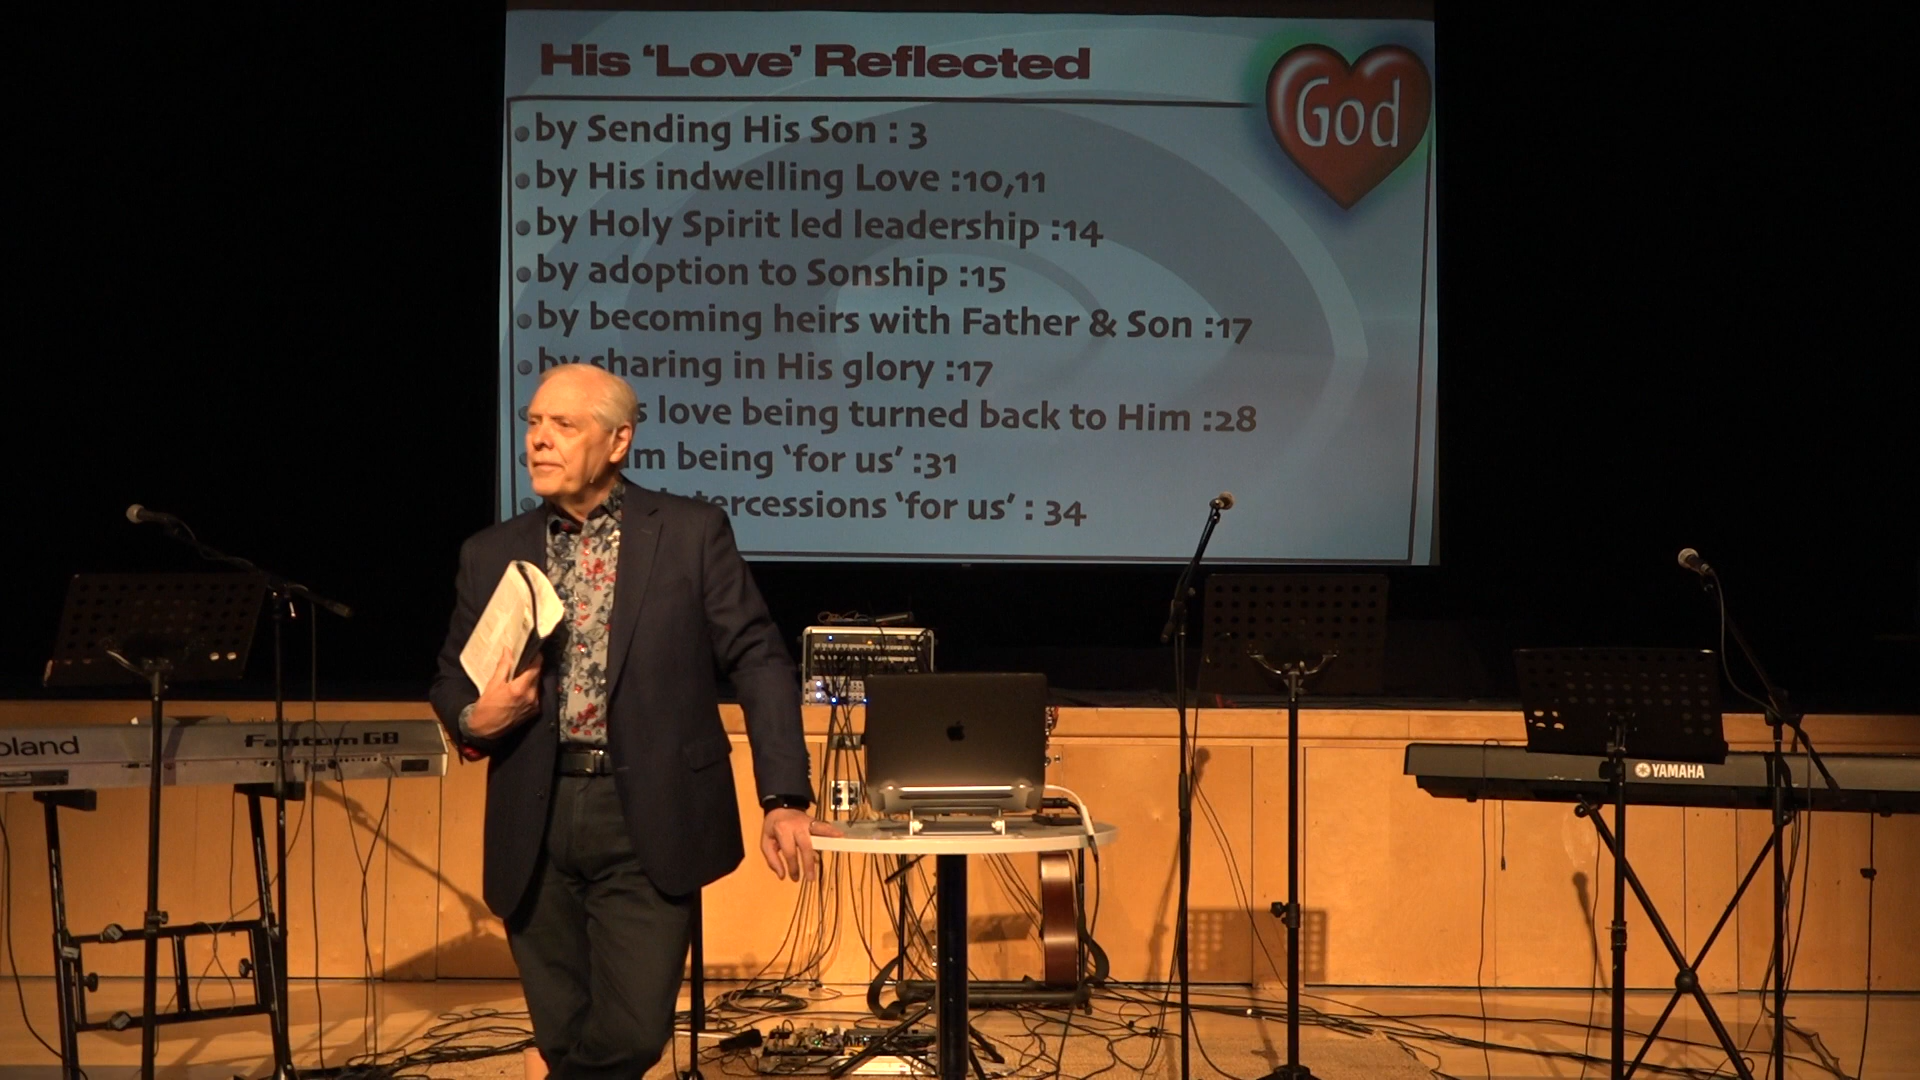 His ‘Love’ Reflected
God
by Sending His Son : 3
by His indwelling Love :10,11
by Holy Spirit led leadership :14
by adoption to Sonship :15
by becoming heirs with Father & Son :17
by sharing in His glory :17
love being turned back to Him :28
being ‘for us’ :31
‘for us’ : 34
Fantom G8
YAMAHA